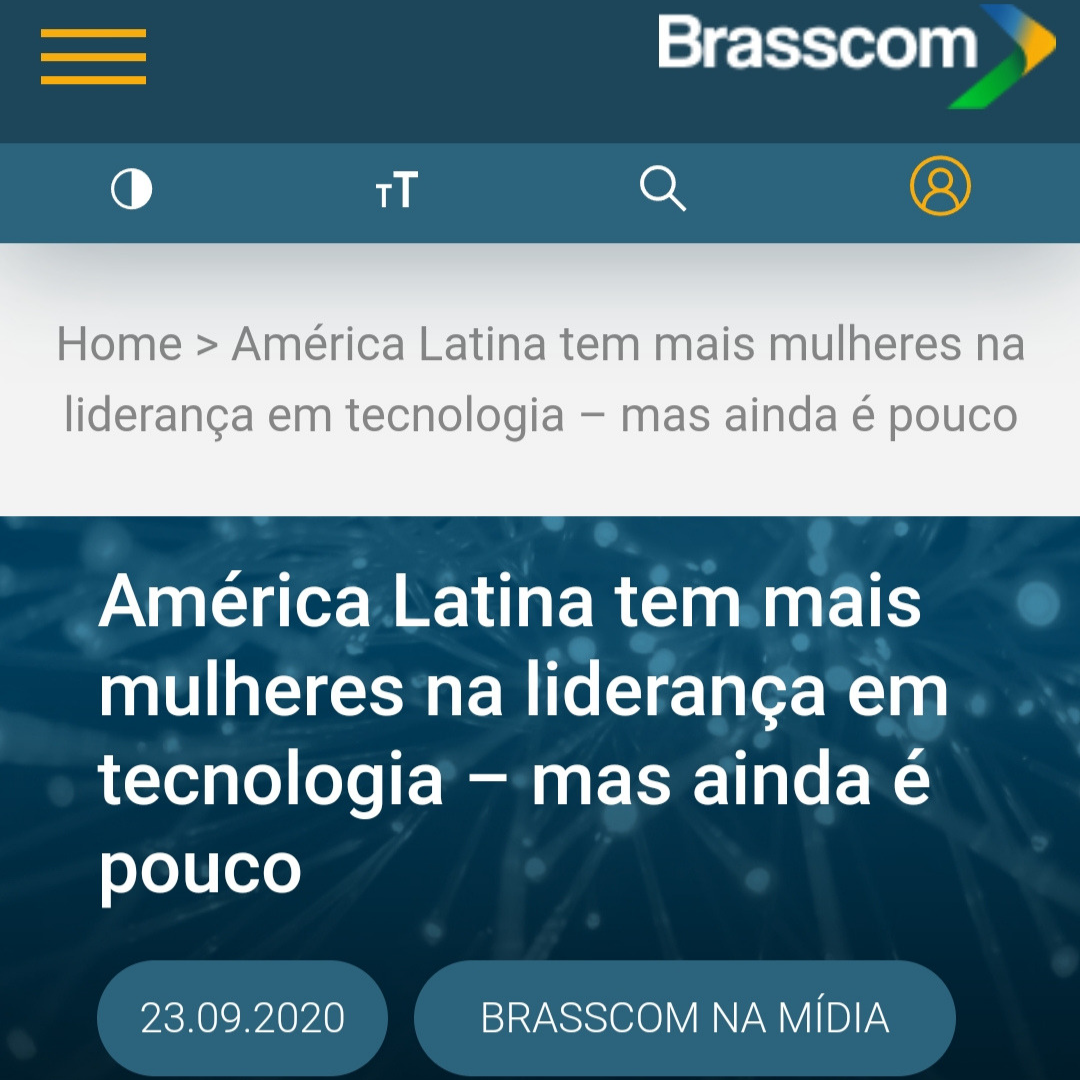 Brasscom
TT
Home > América Latina tem mais mulheres na
liderança em tecnologia – mas ainda é pouco
América Latina tem mais
mulheres na liderança em
tecnologia – mas ainda é
pouco
23.09.2020
BRASSCOM NA MÍDIA